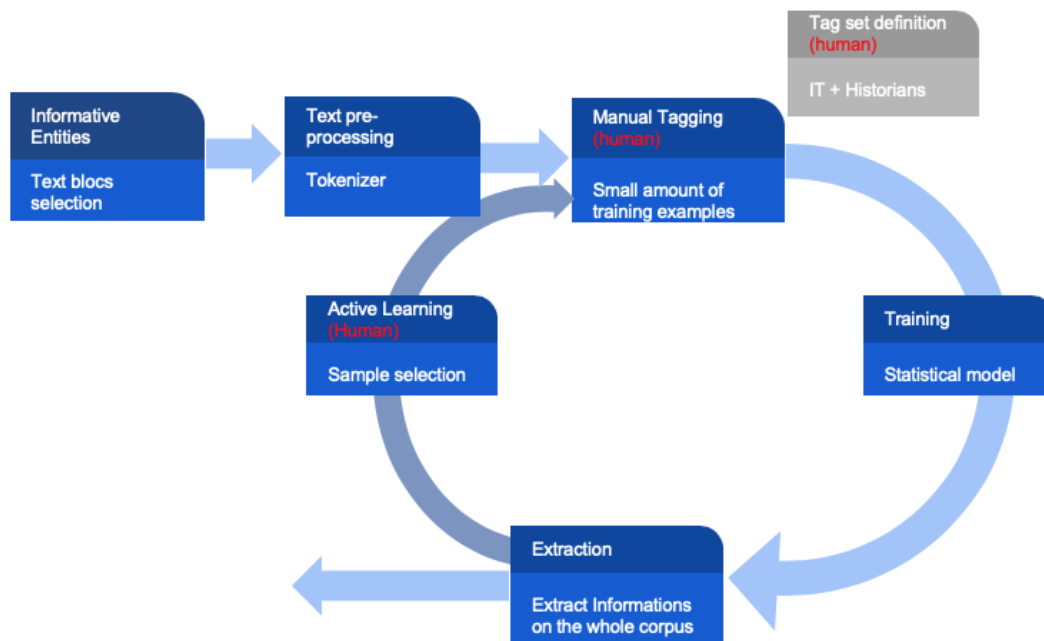 Tag set definition
(human)
IT + Historians
Informative
Entities
Text blocs
selection
Text pre-
processing
Tokenizer
Manual Tagging
(human)
Small amount of
training examples
Active Learning
(Human)
Sample selection
Training
Statistical model
Extraction
Extract Informations
on the whole corpus